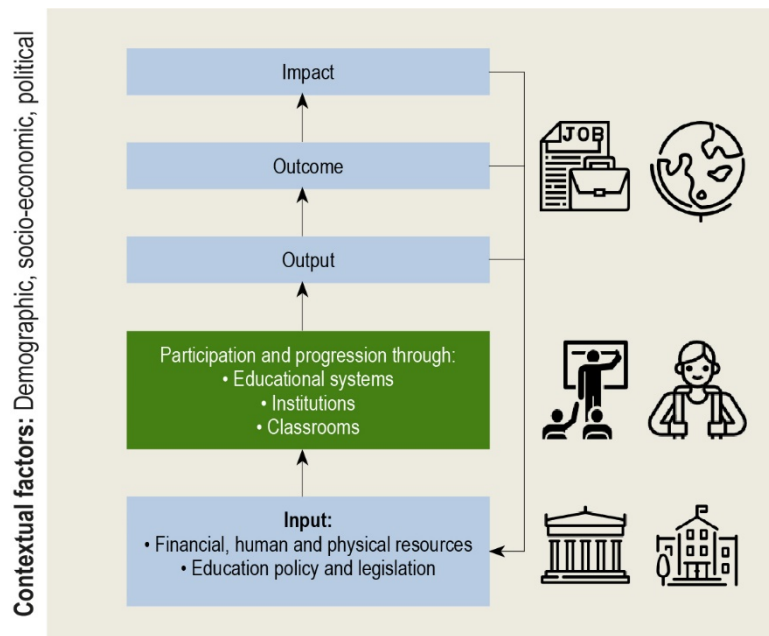 Contextual factors: Demographic, socio-economic, political
Impact
Outcome
Output
Participation and progression through:
• Educational systems
• Institutions
• Classrooms
Input:
• Financial, human and physical resources
• Education policy and legislation
JOB